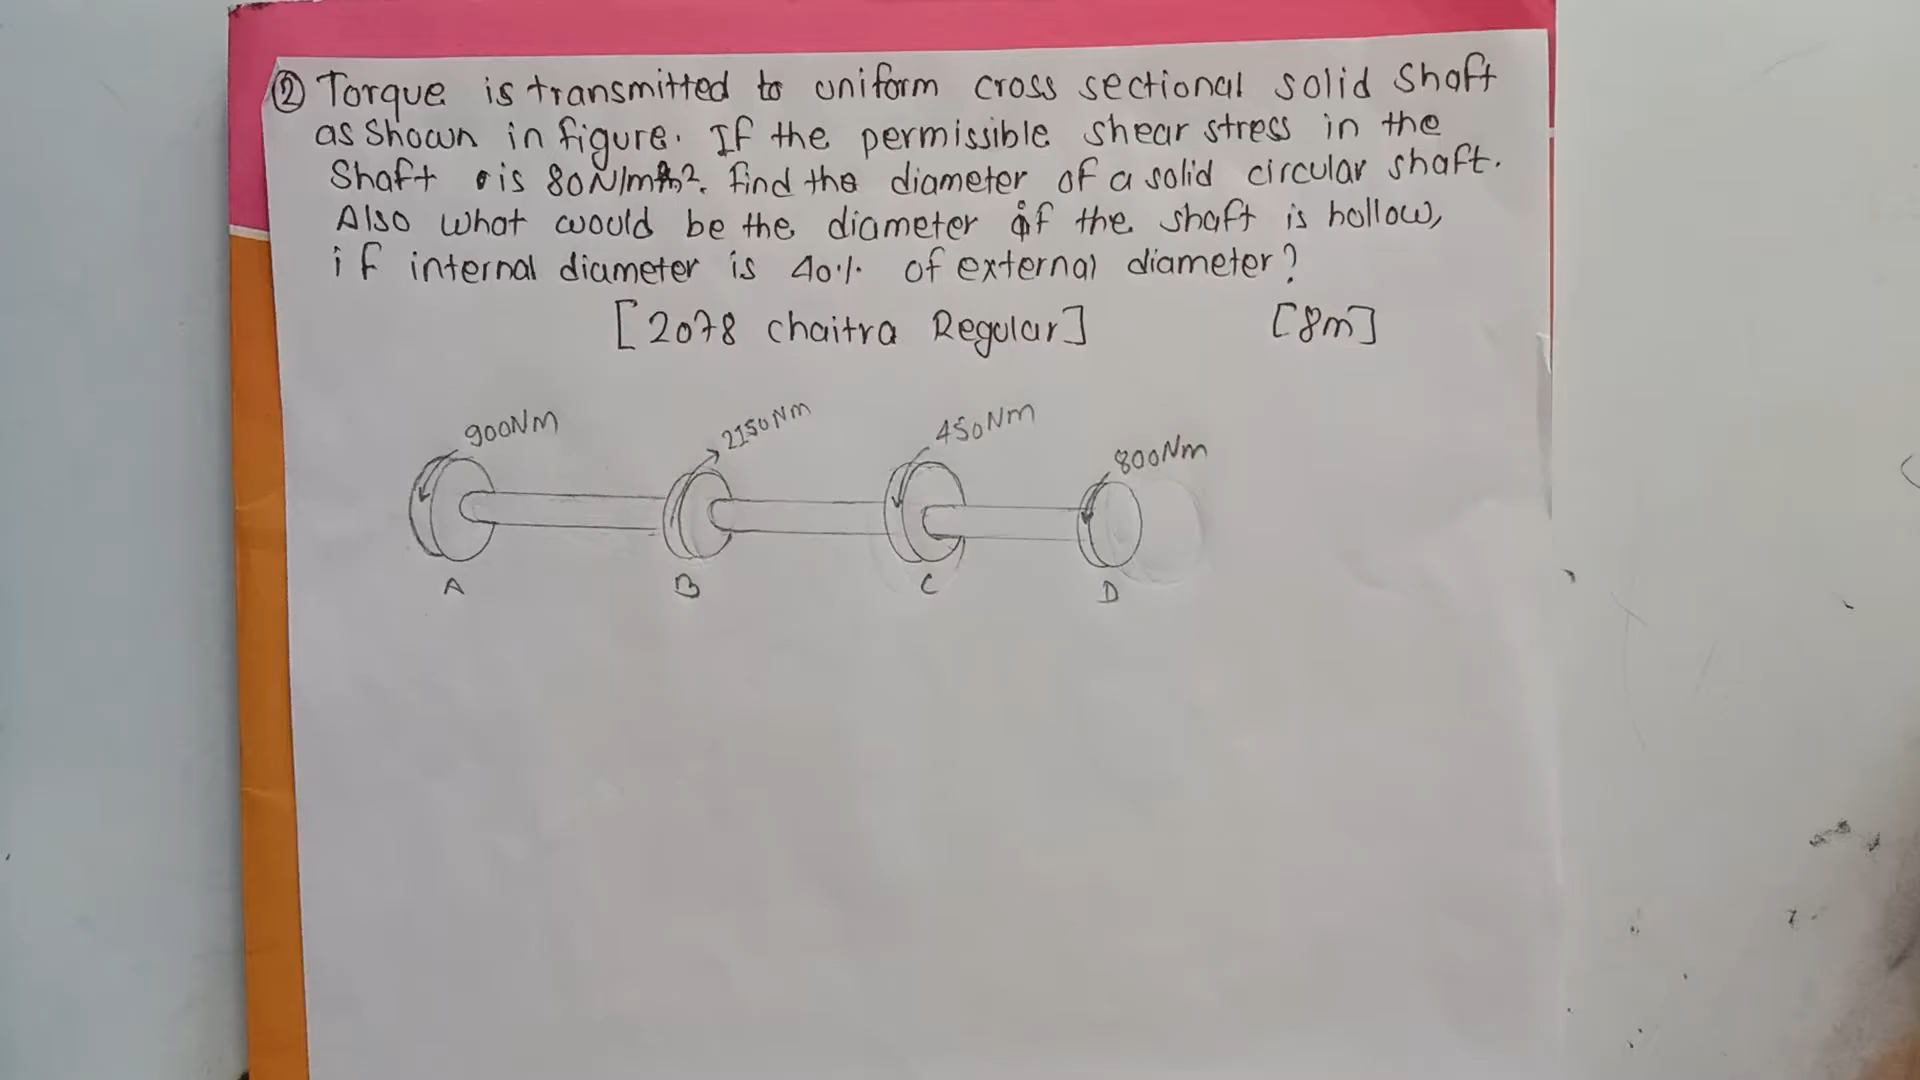 ② Torque is transmitted to uniform cross sectional solid shaft
as shown in figure. If the permissible shear stress in the
Shaft is 80N/mm². find the diameter of a solid circular shaft.
Also what would be the diameter if the shaft is hollow,
if internal diameter is 40% of external diameter?
[2078 chaitra Regular] [8m]
900Nm 2150Nm 450Nm 800Nm
A B C D